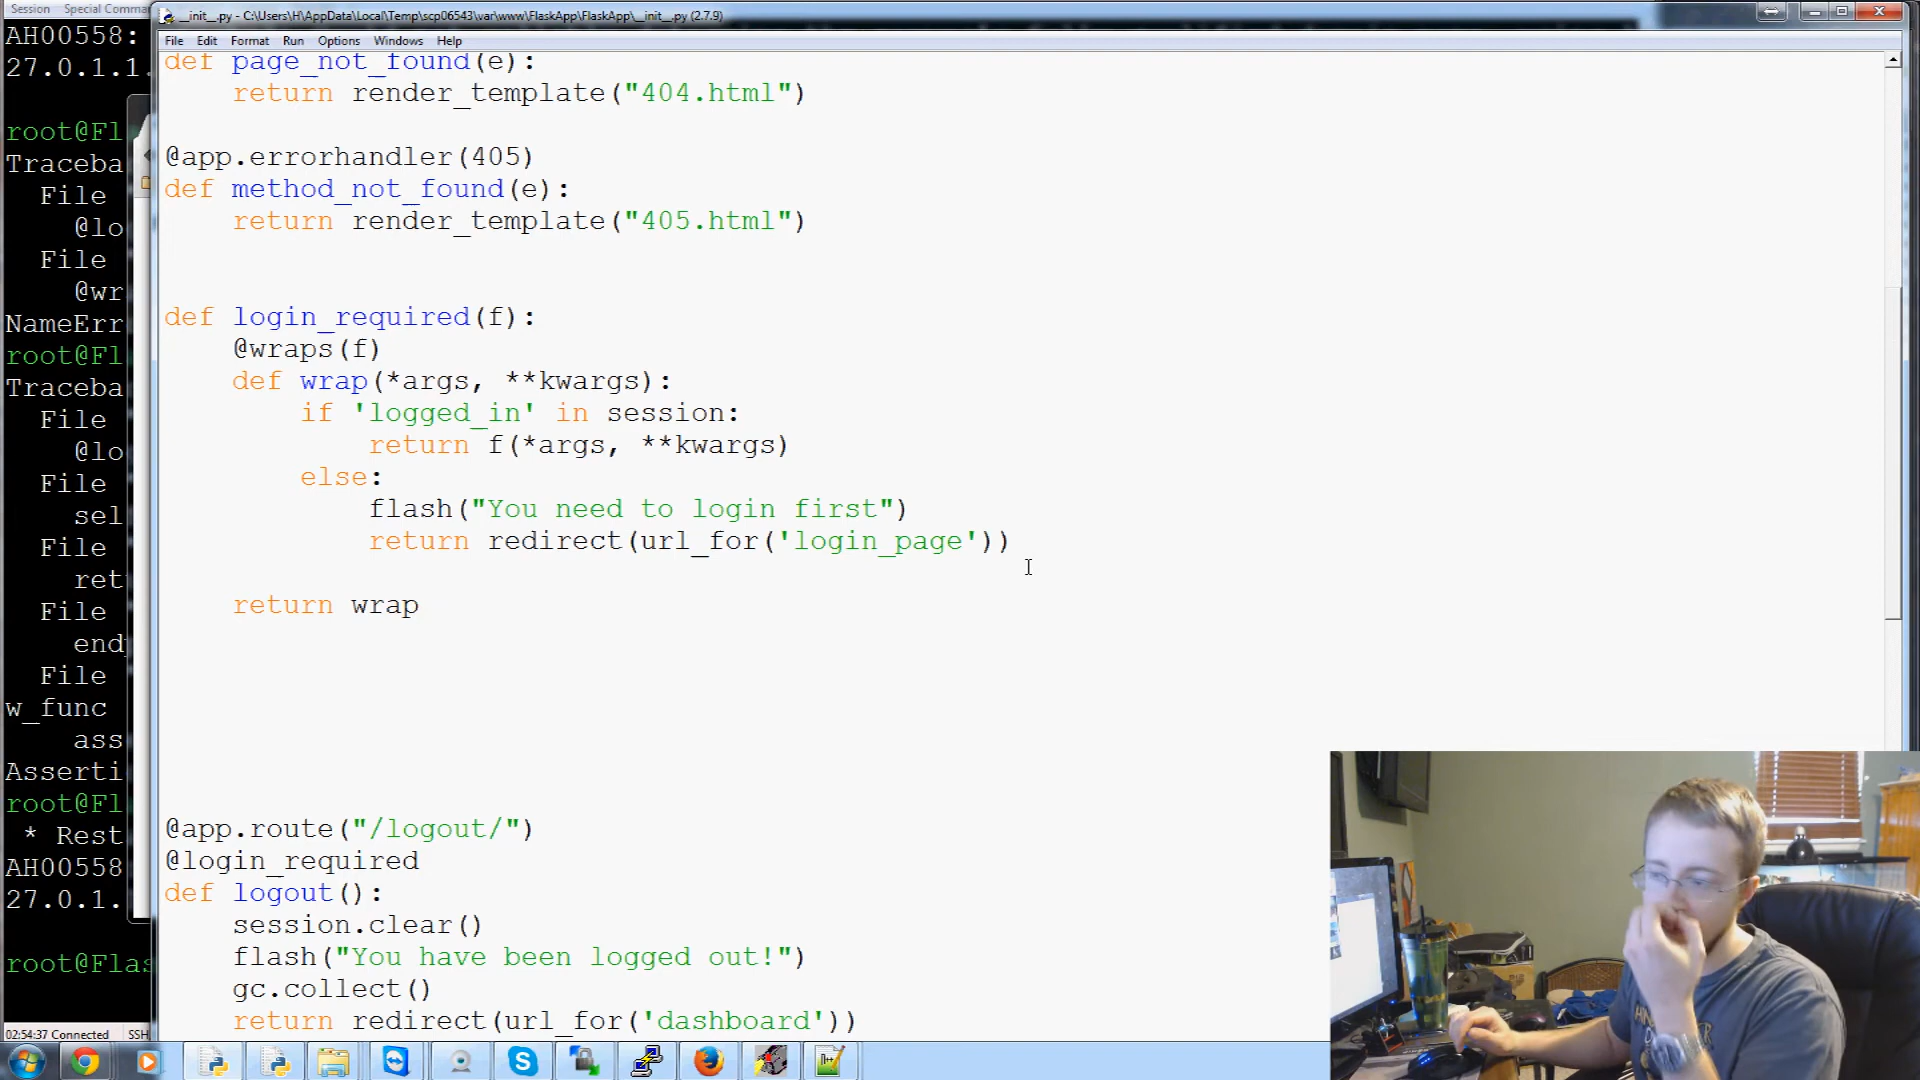 Session Special Comma
__init__.py - C:\Users\H\AppData\Local\Temp\scp06543\var\www\FlaskApp\FlaskApp\__init__.py (2.7.9)
File Edit Format Run Options Windows Help
AH00558:
27.0.1.1.
root@Fl
Traceba
File
@lo
File
@wr
NameErr
root@Fl
Traceba
File
@lo
File
sel
File
ret
File
end
File
w_func
ass
Asserti
root@Fl
* Rest
AH00558
27.0.1.
root@Flas
02:54:37 Connected SSH
def page_not_found(e):
return render_template("404.html")
@app.errorhandler(405)
def method_not_found(e):
return render_template("405.html")
def login_required(f):
@wraps(f)
def wrap(*args, **kwargs):
if 'logged_in' in session:
return f(*args, **kwargs)
else:
flash("You need to login first")
return redirect(url_for('login_page'))
return wrap
@app.route("/logout/")
@login_required
def logout():
session.clear()
flash("You have been logged out!")
gc.collect()
return redirect(url_for('dashboard'))